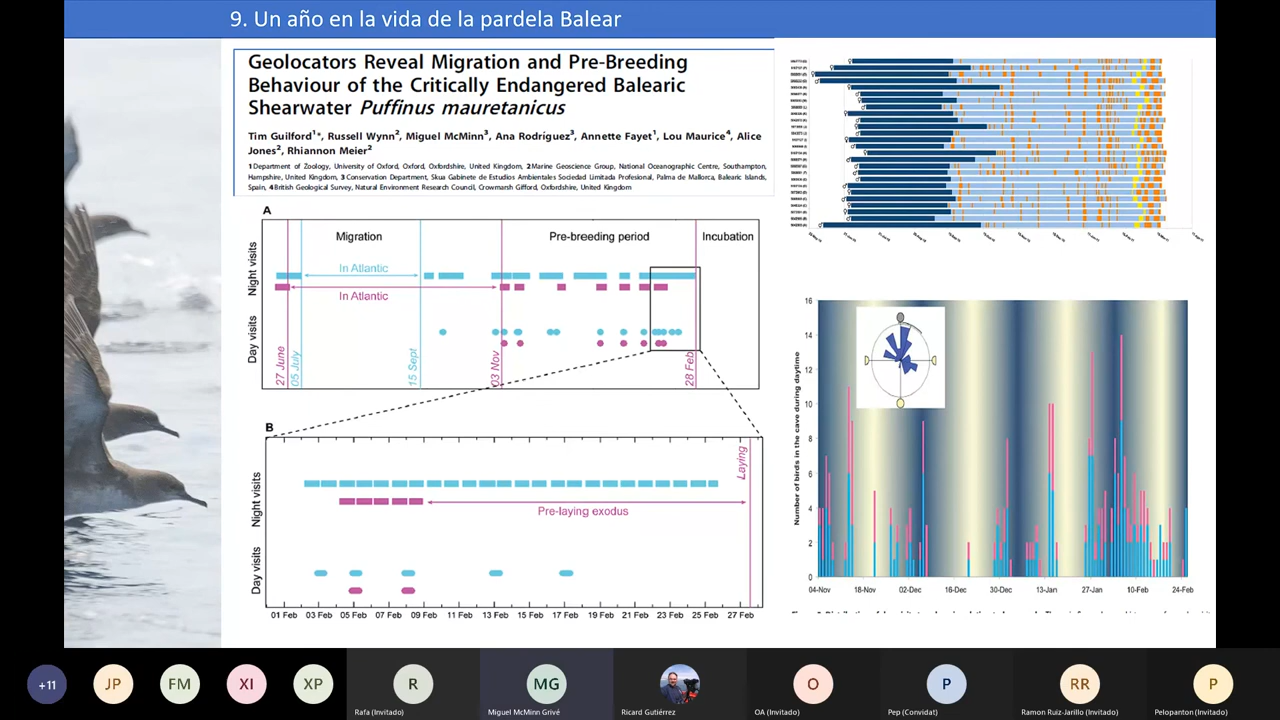 9. Un año en la vida de la pardela Balear
Geolocators Reveal Migration and Pre-Breeding
Behaviour of the Critically Endangered Balearic
Shearwater Puffinus mauretanicus
Tim Guilford1*, Russell Wynn2, Miguel McMinn3, Ana Rodríguez3, Annette Fayet1, Lou Maurice4, Alice
Jones2, Rhiannon Meier2
1 Department of Zoology, University of Oxford, Oxford, Oxfordshire, United Kingdom, 2 Marine Geoscience Group, National Oceanographic Centre, Southampton,
Hampshire, United Kingdom, 3 Conservation Department, Skua Gabinete de Estudios Ambientales Sociedad Limitada Profesional, Palma de Mallorca, Balearic Islands,
Spain, 4 British Geological Survey, Natural Environment Research Council, Crowmarsh Gifford, Oxfordshire, United Kingdom
A
Migration
Pre-breeding period
Incubation
Night visits
In Atlantic
In Atlantic
Day visits
27 June
05 July
15 Sept
03 Nov
28 Feb
B
Laying
Night visits
Pre-laying exodus
Day visits
01 Feb 03 Feb 05 Feb 07 Feb 09 Feb 11 Feb 13 Feb 15 Feb 17 Feb 19 Feb 21 Feb 23 Feb 25 Feb 27 Feb
Number of birds in the cave during daytime
16
14
12
10
8
6
4
2
0
04-Nov 18-Nov 02-Dec 16-Dec 30-Dec 13-Jan 27-Jan 10-Feb 24-Feb
+11 JP FM XI XP R MG O P RR P
Rafa (Invitado) Miguel McMinn Grivé Ricard Gutiérrez OA (Invitado) Pep (Convidat) Ramon Ruiz-Jarillo (Invitado) Pelopanton (Invitado)